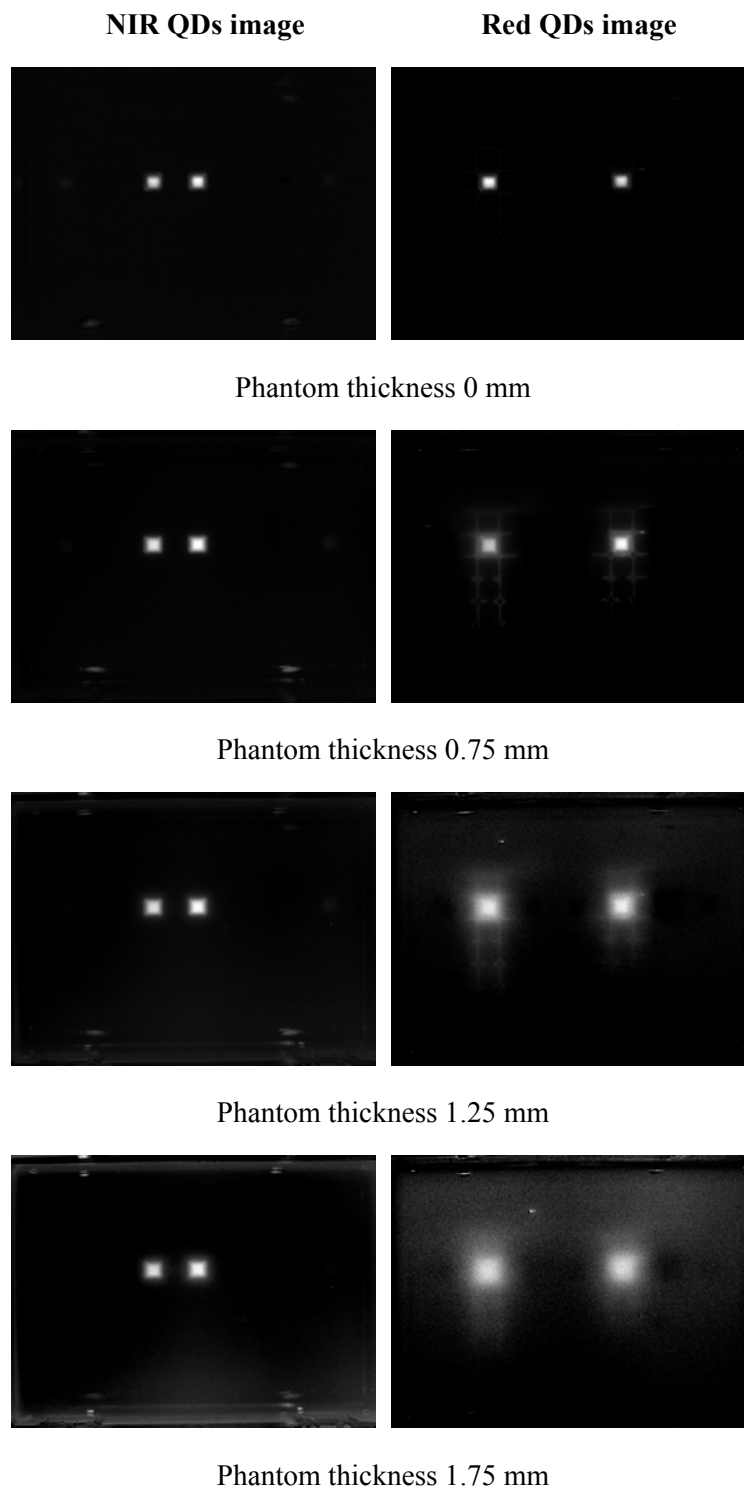 NIR QDs image Red QDs image
Phantom thickness 0 mm
Phantom thickness 0.75 mm
Phantom thickness 1.25 mm
Phantom thickness 1.75 mm